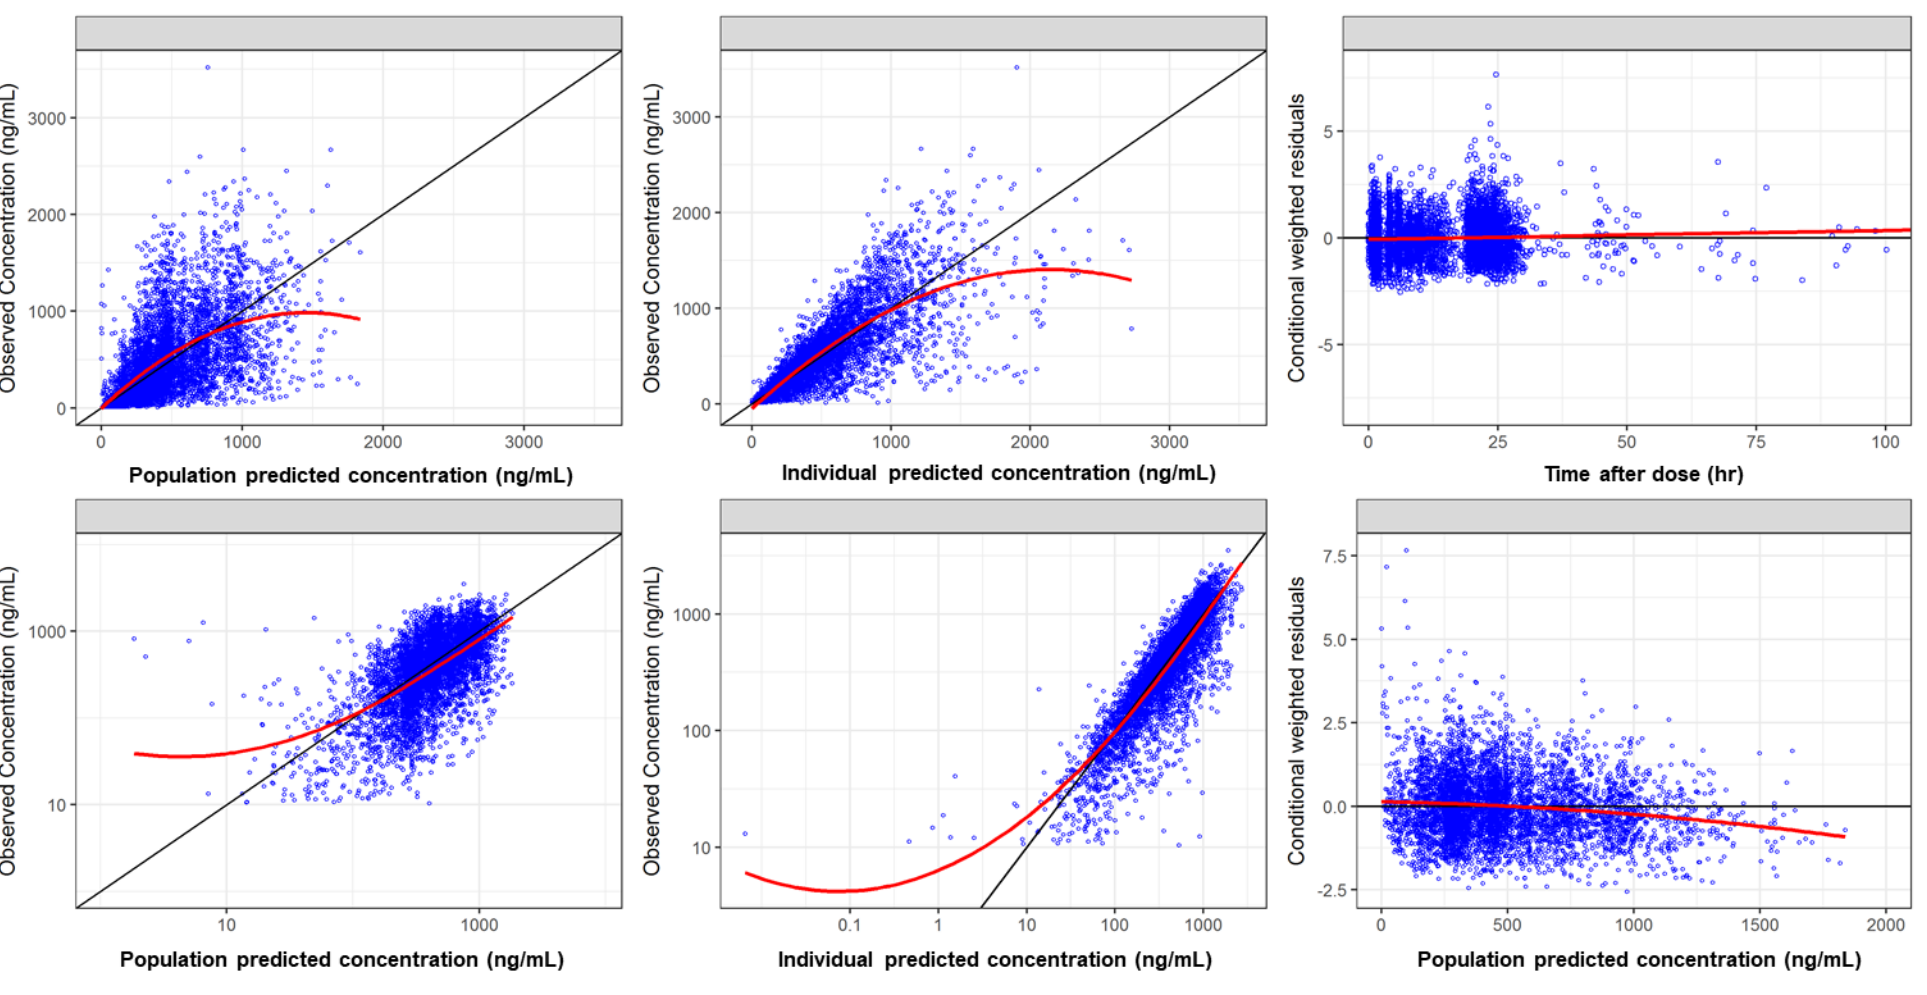 Observed Concentration (ng/mL)
3000
2000
1000
0
0 1000 2000 3000
Population predicted concentration (ng/mL)
Observed Concentration (ng/mL)
3000
2000
1000
0
0 1000 2000 3000
Individual predicted concentration (ng/mL)
Conditional weighted residuals
5
0
-5
0 25 50 75 100
Time after dose (hr)
Observed Concentration (ng/mL)
1000
10
10 1000
Population predicted concentration (ng/mL)
Observed Concentration (ng/mL)
1000
100
10
0.1 1 10 100 1000
Individual predicted concentration (ng/mL)
Conditional weighted residuals
7.5
5.0
2.5
0.0
-2.5
0 500 1000 1500 2000
Population predicted concentration (ng/mL)